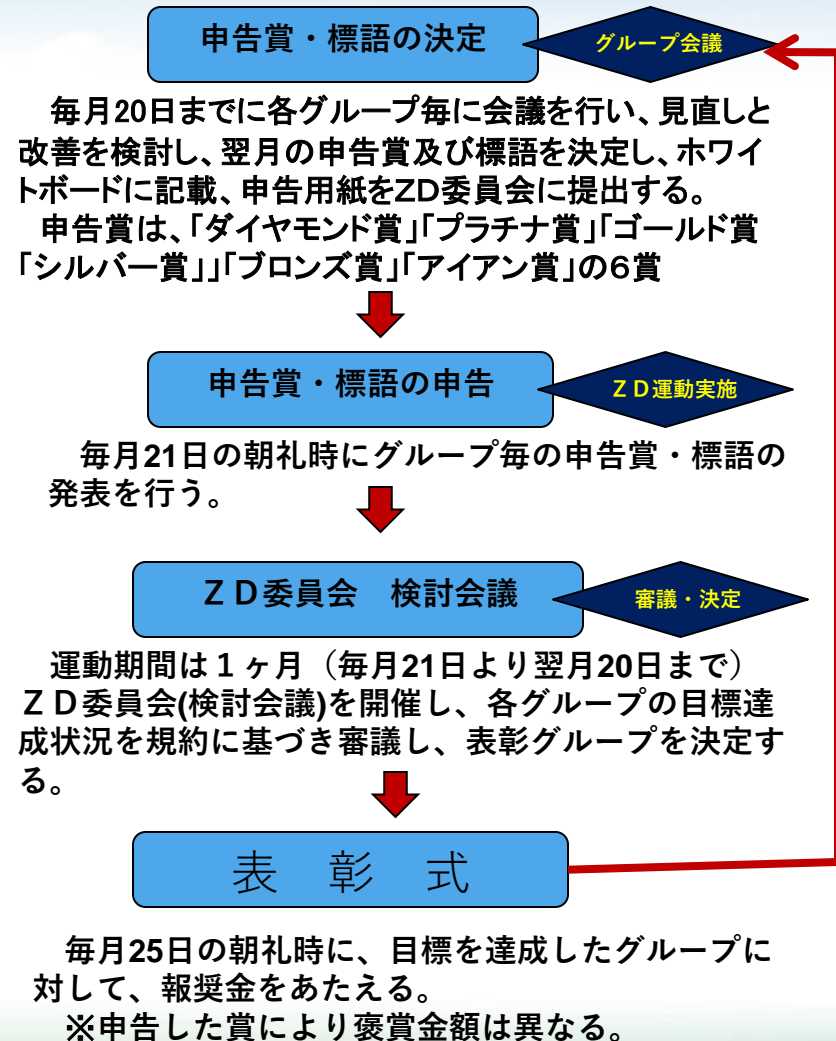 申告賞・標語の決定
グループ会議
毎月20日までに各グループ毎に会議を行い、見直しと
改善を検討し、翌月の申告賞及び標語を決定し、ホワイ
トボードに記載、申告用紙をZD委員会に提出する。
申告賞は、「ダイヤモンド賞」「プラチナ賞」「ゴールド賞
「シルバー賞」」「ブロンズ賞」「アイアン賞」の６賞
申告賞・標語の申告
ＺＤ運動実施
毎月21日の朝礼時にグループ毎の申告賞・標語の
発表を行う。
ＺＤ委員会　検討会議
審議・決定
運動期間は１ヶ月（毎月21日より翌月20日まで）
ＺＤ委員会(検討会議)を開催し、各グループの目標達
成状況を規約に基づき審議し、表彰グループを決定す
る。
表　彰　式
毎月25日の朝礼時に、目標を達成したグループに
対して、報奨金をあたえる。
※申告した賞により褒賞金額は異なる。